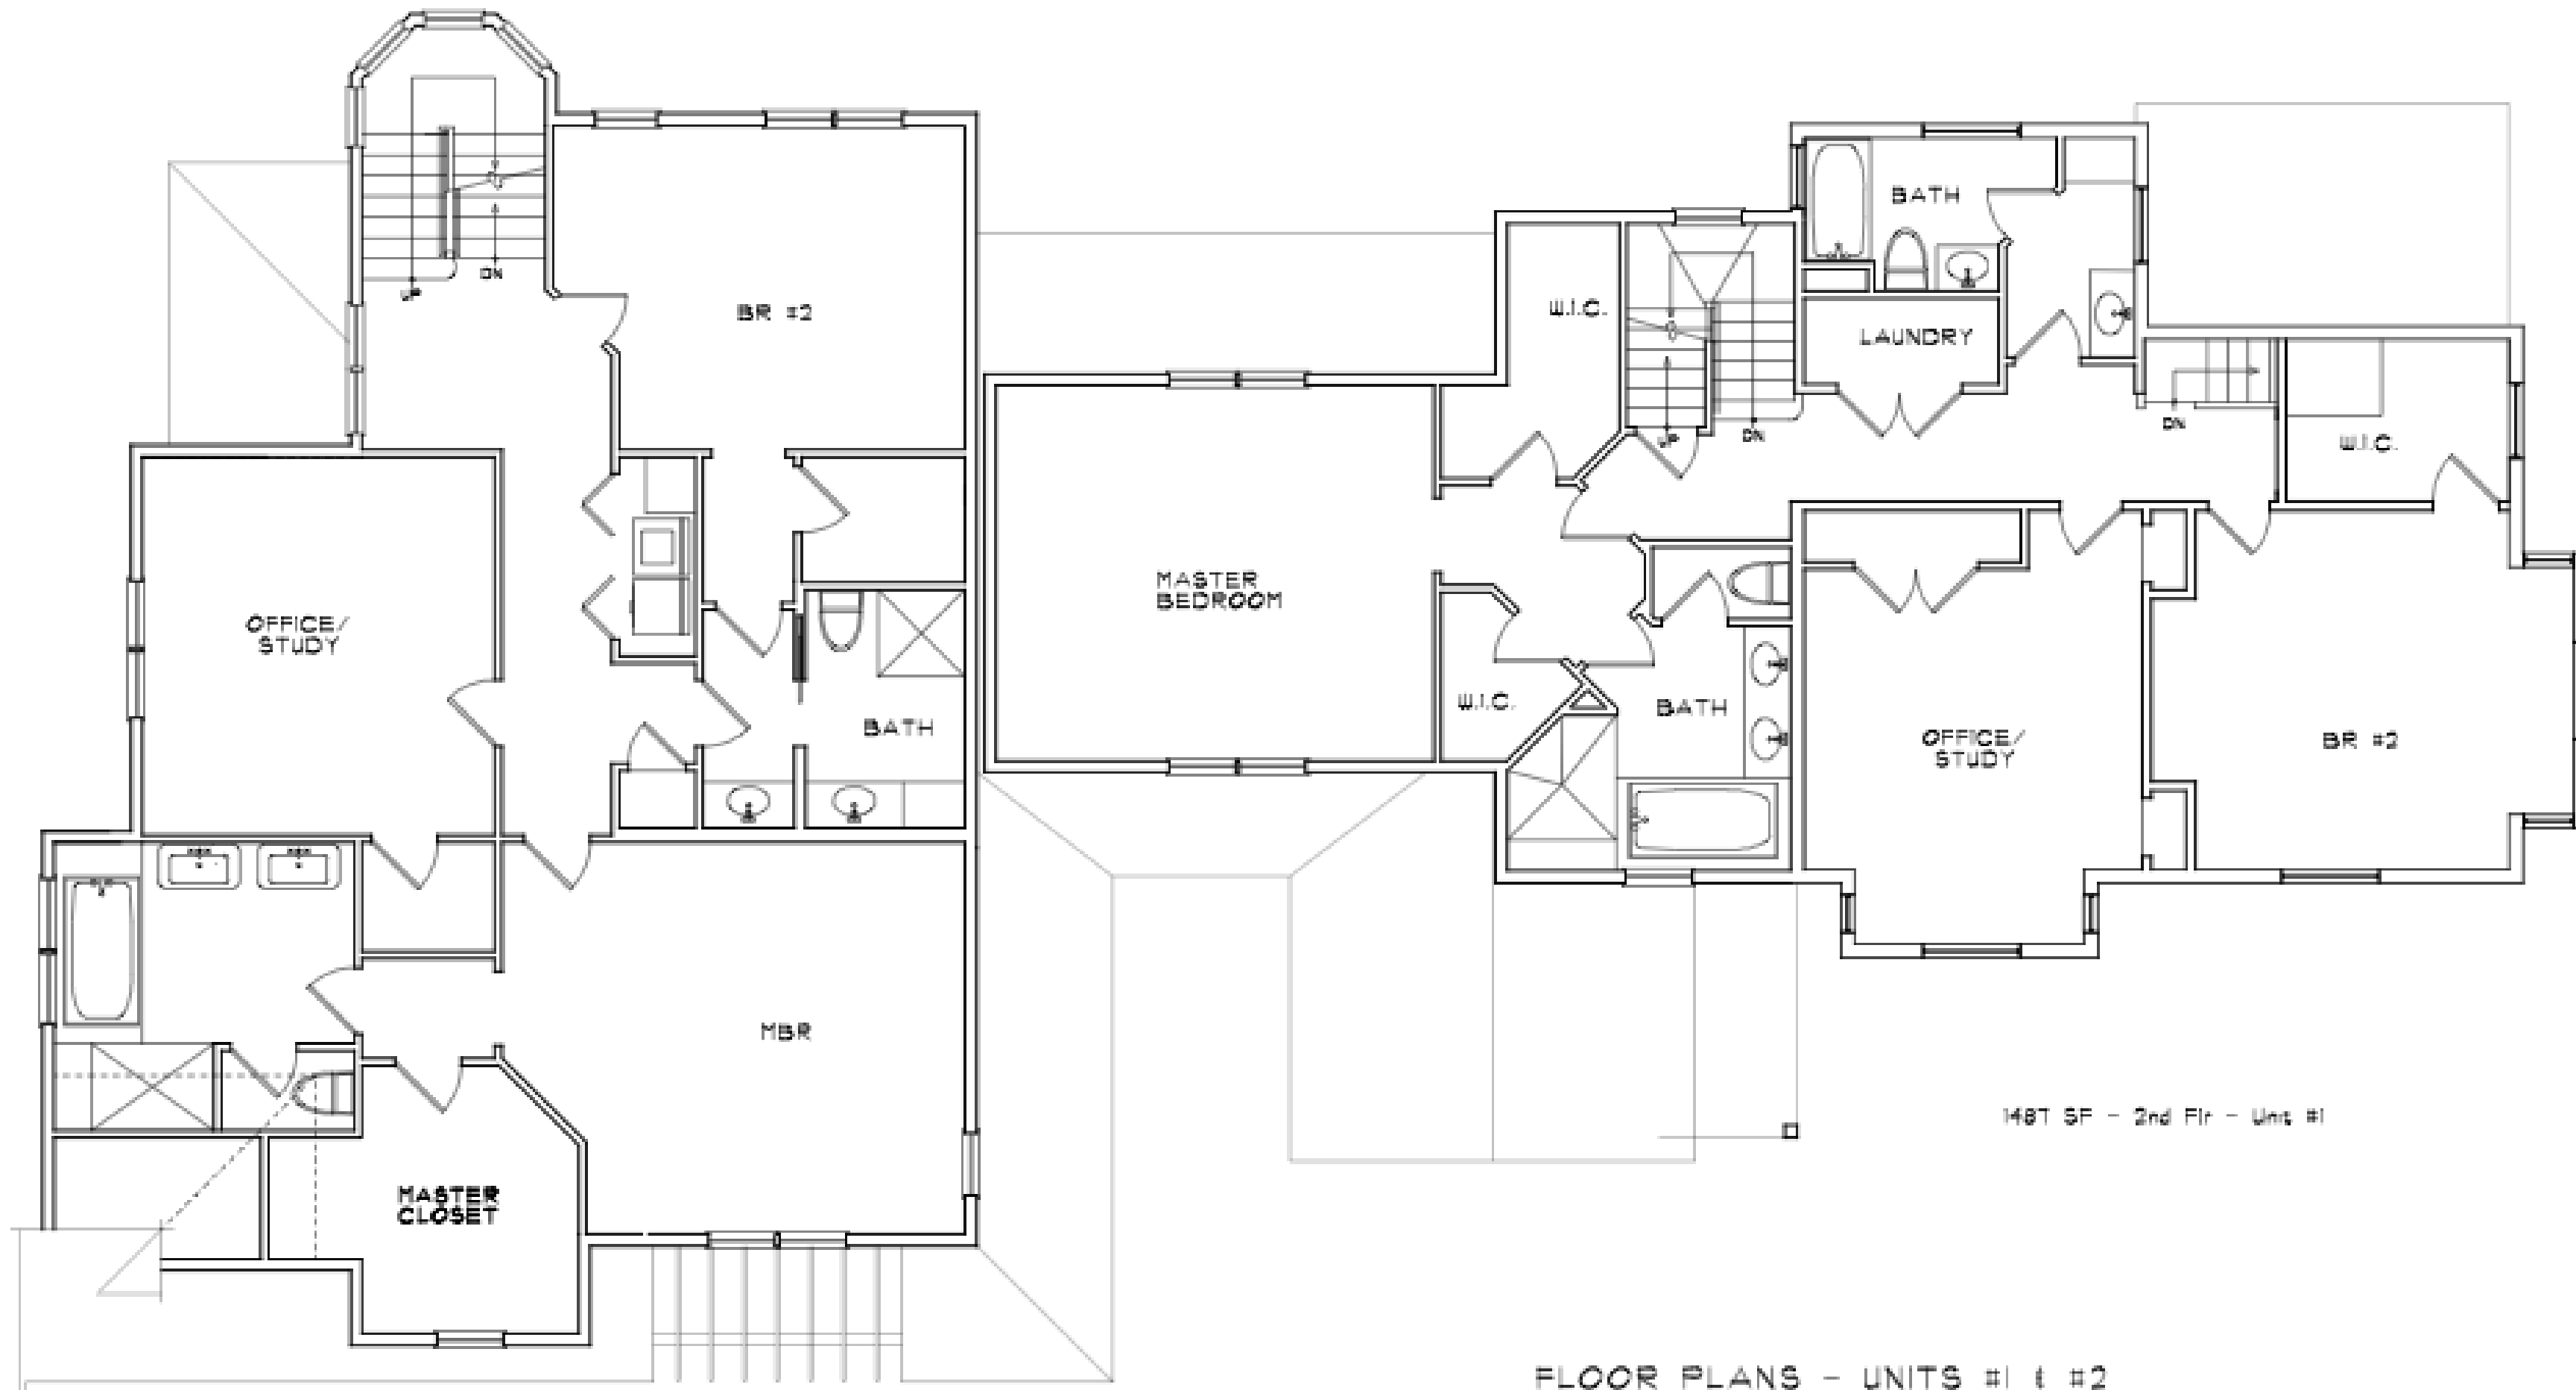 BATH
UP
DN
BR #2
W.I.C.
LAUNDRY
UP
DN
DN
W.I.C.
OFFICE/
STUDY
MASTER
BEDROOM
BATH
W.I.C.
BATH
OFFICE/
STUDY
BR #2
MBR
1487 SF - 2nd Flr - Unit #1
MASTER
CLOSET
FLOOR PLANS - UNITS #1 & #2